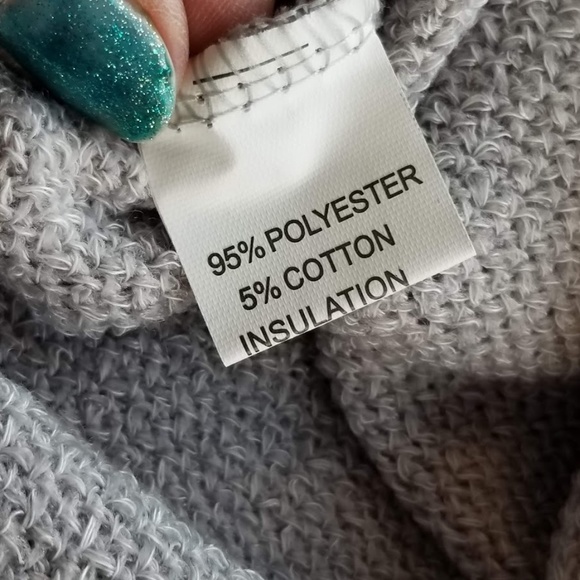 95% POLYESTER
5% COTTON
INSULATION